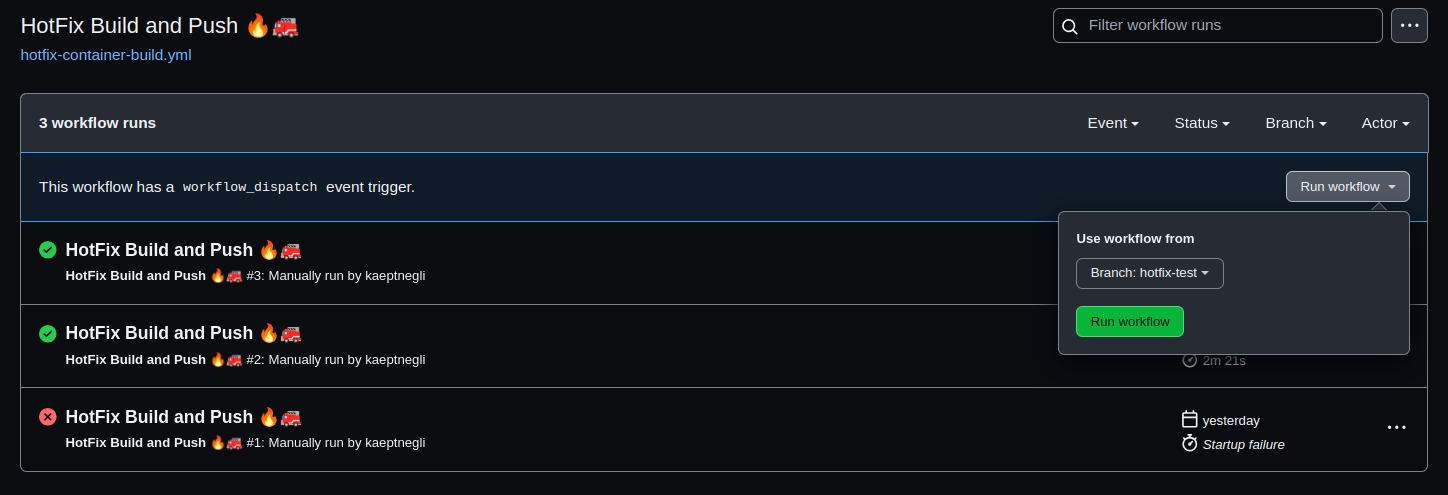 HotFix Build and Push 🔥🚒
Filter workflow runs
hotfix-container-build.yml
3 workflow runs
Event
Status
Branch
Actor
This workflow has a workflow_dispatch event trigger.
Run workflow
Use workflow from
Branch: hotfix-test
Run workflow
HotFix Build and Push 🔥🚒
HotFix Build and Push 🔥🚒 #3: Manually run by kaeptnegli
HotFix Build and Push 🔥🚒
HotFix Build and Push 🔥🚒 #2: Manually run by kaeptnegli
2m 21s
HotFix Build and Push 🔥🚒
HotFix Build and Push 🔥🚒 #1: Manually run by kaeptnegli
yesterday
Startup failure